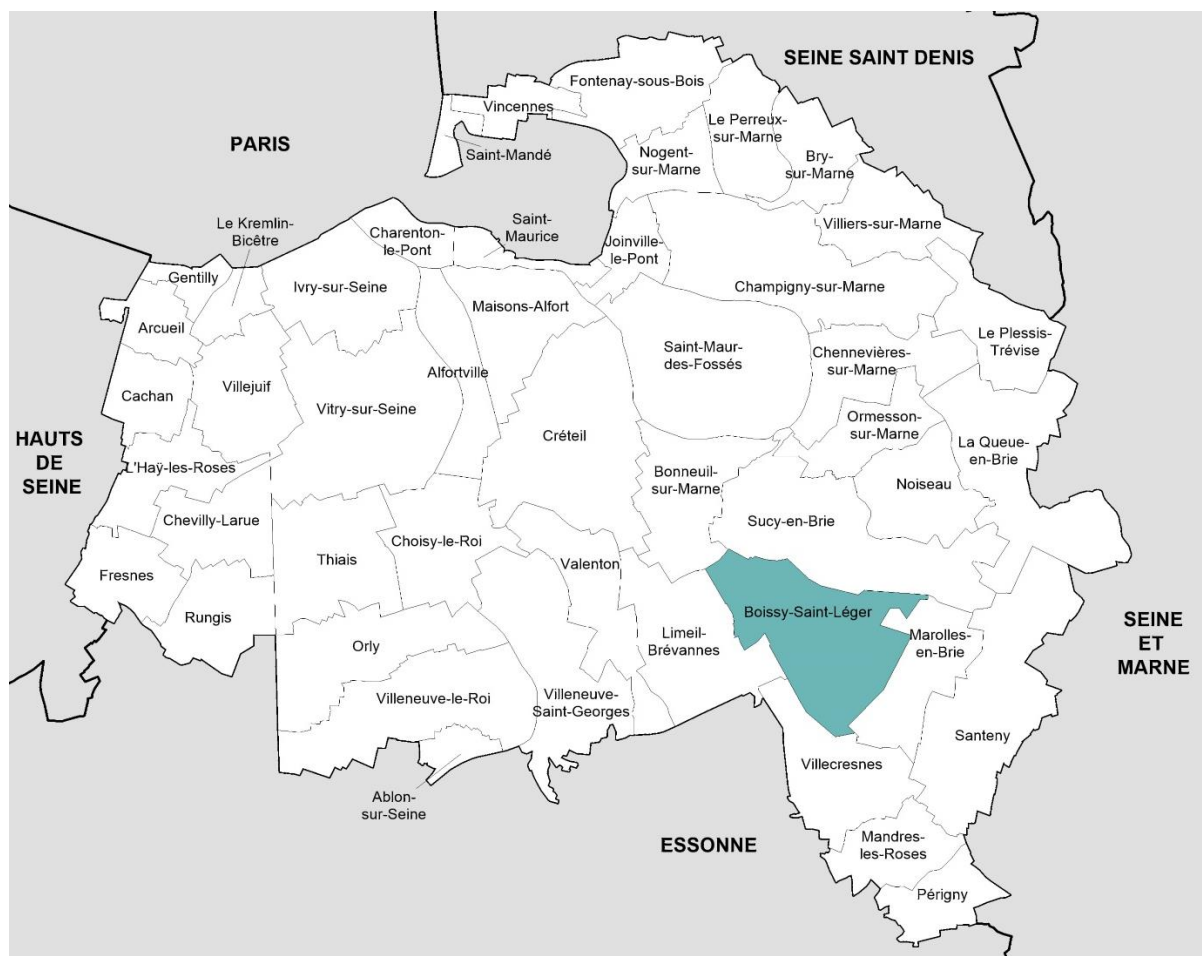 SEINE SAINT DENIS
Fontenay-sous-Bois
Vincennes
Le Perreux-
sur-Marne
PARIS
Saint-Mandé
Nogent-
sur-Marne
Bry-
sur-Marne
Le Kremlin-
Bicêtre
Charenton-
le-Pont
Saint-
Maurice
Joinville-
le-Pont
Villiers-sur-Marne
Gentilly
Ivry-sur-Seine
Maisons-Alfort
Champigny-sur-Marne
Arcueil
Saint-Maur-
des-Fossés
Chennevières-
sur-Marne
Le Plessis-
Trévise
Cachan
Villejuif
Vitry-sur-Seine
Alfortville
Créteil
Ormesson-
sur-Marne
La Queue-
en-Brie
HAUTS
DE
SEINE
L'Haÿ-les-Roses
Bonneuil-
sur-Marne
Noiseau
Chevilly-Larue
Sucy-en-Brie
Thiais
Choisy-le-Roi
Valenton
Fresnes
Rungis
Boissy-Saint-Léger
SEINE
ET
MARNE
Orly
Limeil-
Brévannes
Marolles-
en-Brie
Villeneuve-le-Roi
Villeneuve-
Saint-Georges
Santeny
Villecresnes
Ablon-
sur-Seine
ESSONNE
Mandres-
les-Roses
Périgny